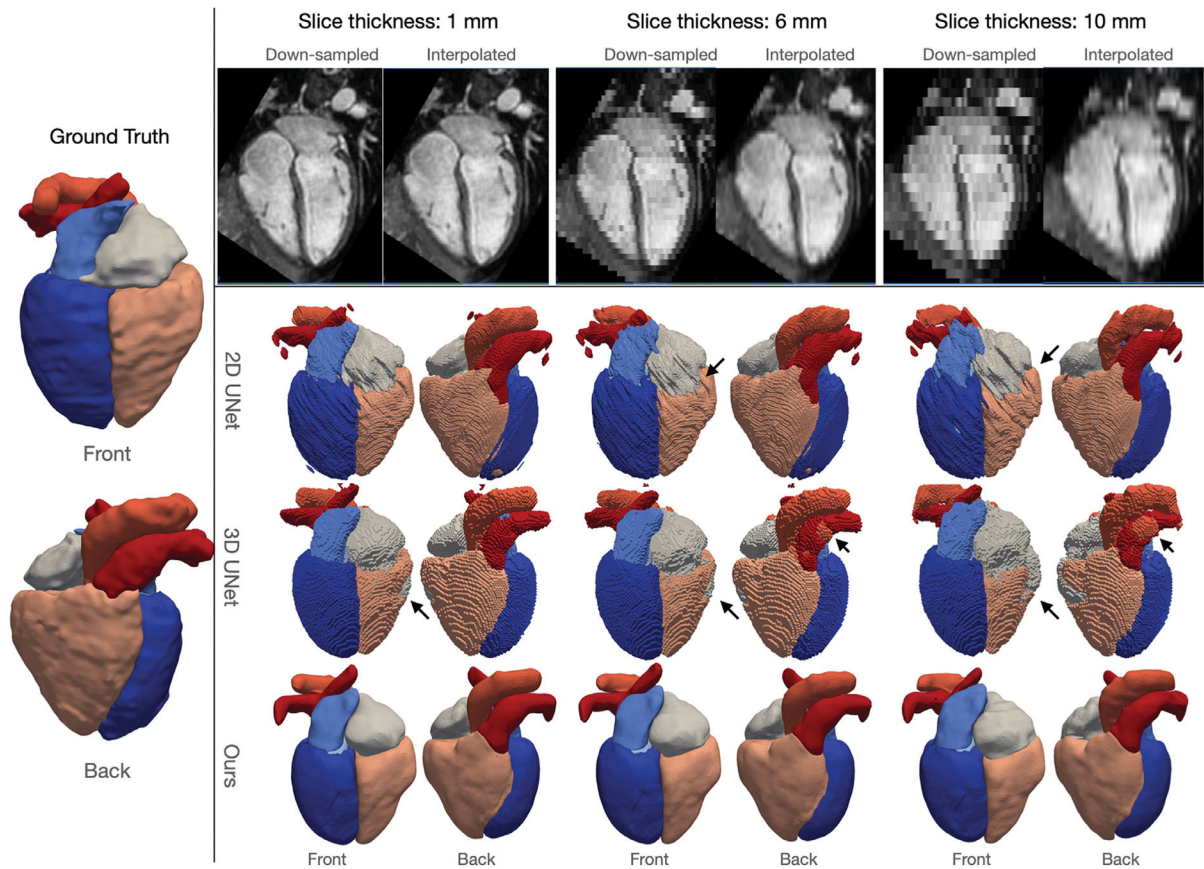 Slice thickness: 1 mm
Slice thickness: 6 mm
Slice thickness: 10 mm
Down-sampled
Interpolated
Down-sampled
Interpolated
Down-sampled
Interpolated
Ground Truth
Front
Back
2D UNet
3D UNet
Ours
Front
Back
Front
Back
Front
Back